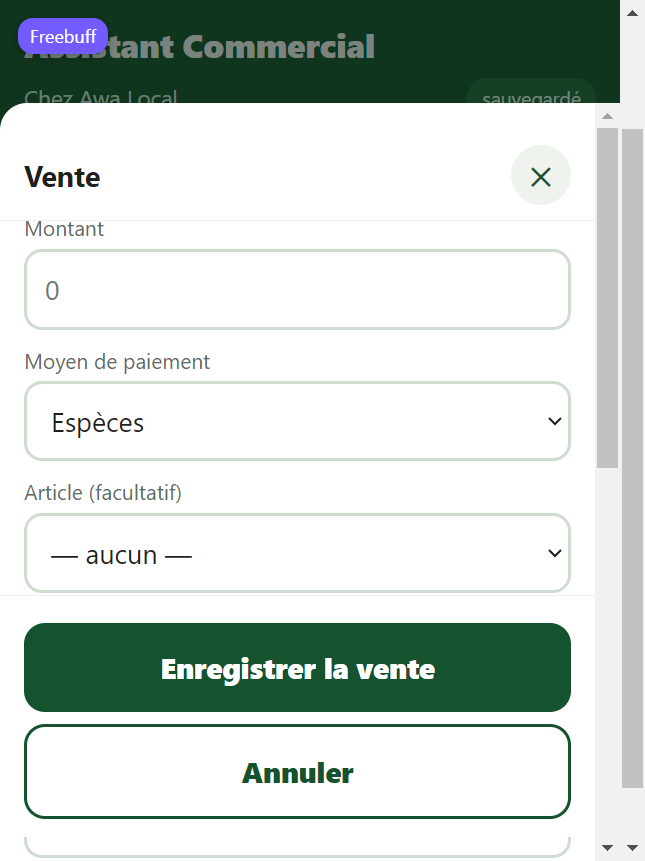 Freebuff
Assistant Commercial
Chez Awa Local
sauvegardé
Vente
Montant
0
Moyen de paiement
Espèces
Article (facultatif)
— aucun —
Enregistrer la vente
Annuler